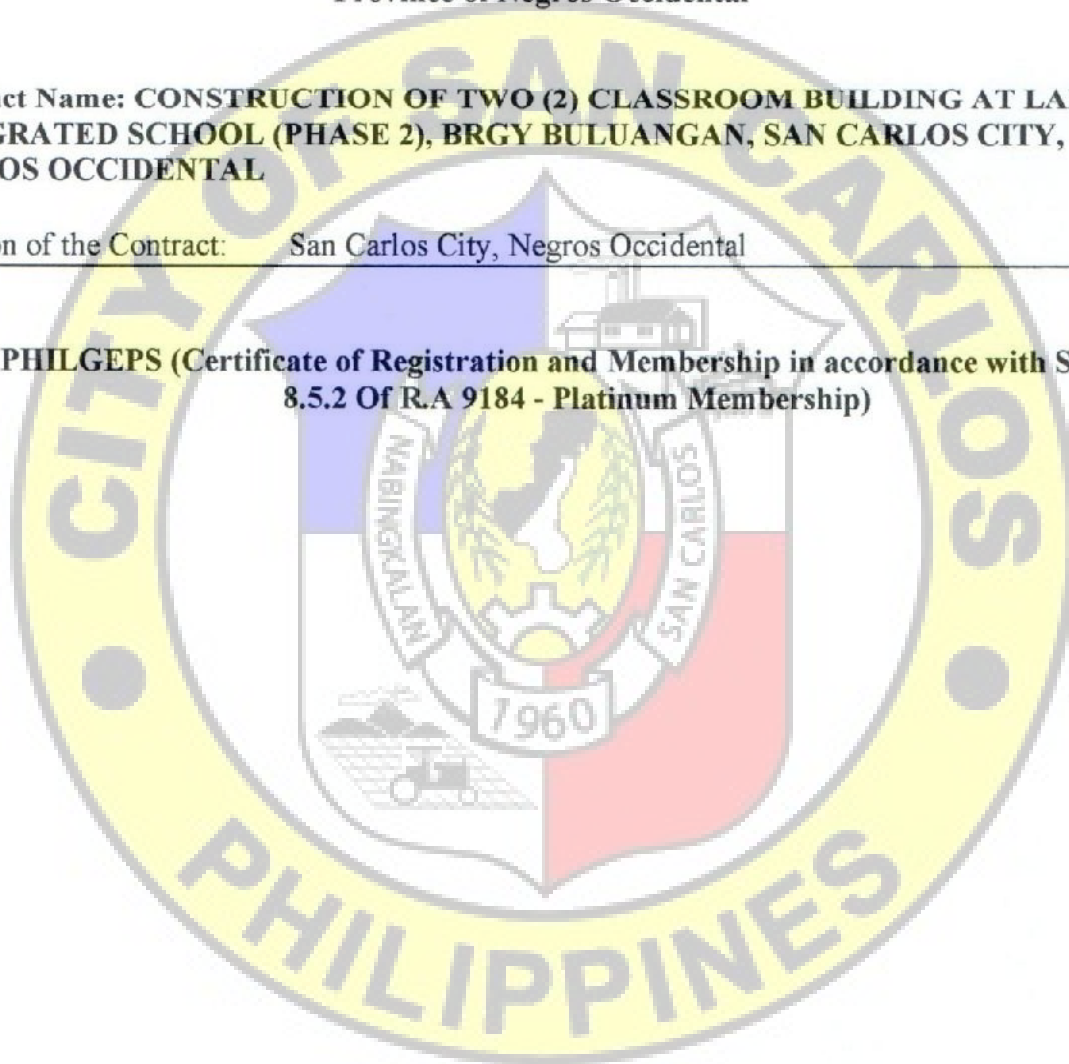 Province of Negros Occidental
ct Name: CONSTRUCTION OF TWO (2) CLASSROOM BUILDING AT LA
GRATED SCHOOL (PHASE 2), BRGY BULUANGAN, SAN CARLOS CITY,
OS OCCIDENTAL
on of the Contract: San Carlos City, Negros Occidental
PHILGEPS (Certificate of Registration and Membership in accordance with S
8.5.2 Of R.A 9184 - Platinum Membership)
CITY OF SAN CARLOS
NABINGKALAN
SAN CARLOS
1960
PHILIPPINES